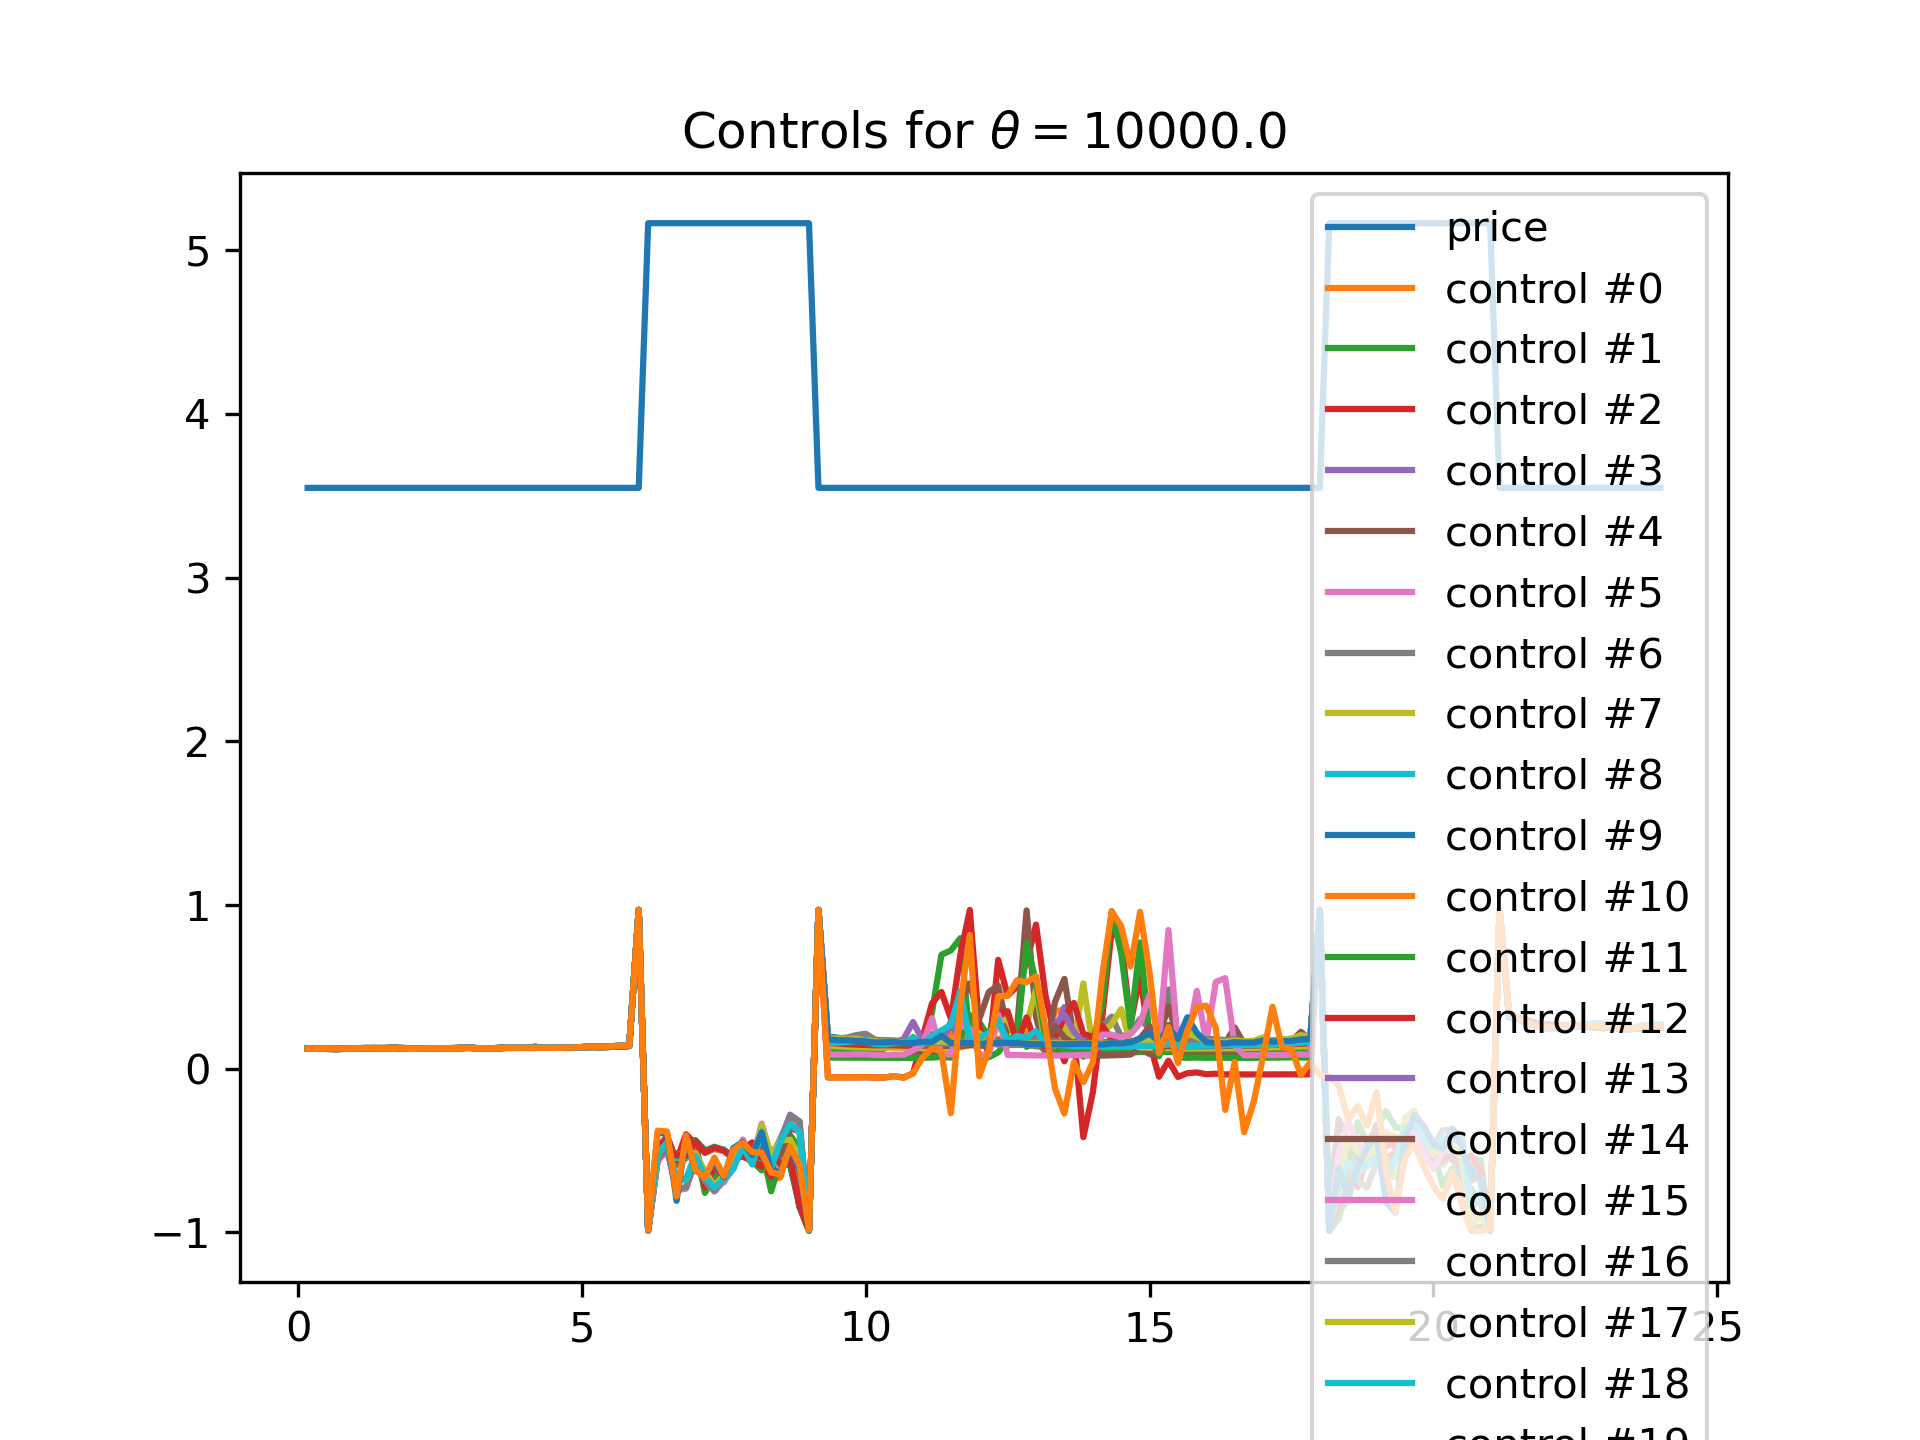 Controls for θ = 10000.0
5
4
3
2
1
0
−1
0
5
10
15
20
25
price
control #0
control #1
control #2
control #3
control #4
control #5
control #6
control #7
control #8
control #9
control #10
control #11
control #12
control #13
control #14
control #15
control #16
control #17
control #18
control #19